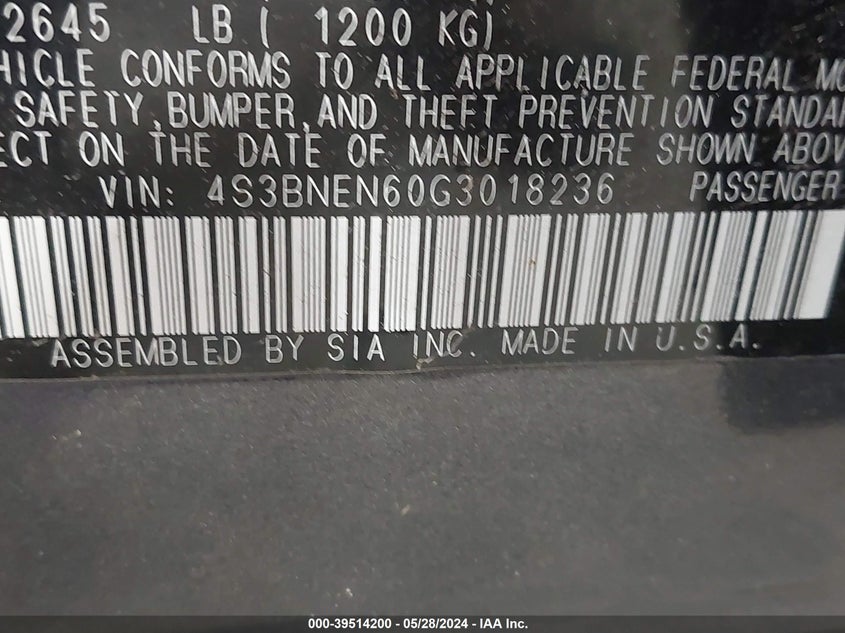 2645 LB ( 1200 KG)
HICLE CONFORMS TO ALL APPLICABLE FEDERAL MO
SAFETY, BUMPER, AND THEFT PREVENTION STANDAR
ECT ON THE DATE OF MANUFACTURE SHOWN ABOV
VIN: 4S3BNEN60G3018236 PASSENGER
ASSEMBLED BY SIA INC. MADE IN U.S.A.
000-39514200 - 05/28/2024 - IAA Inc.